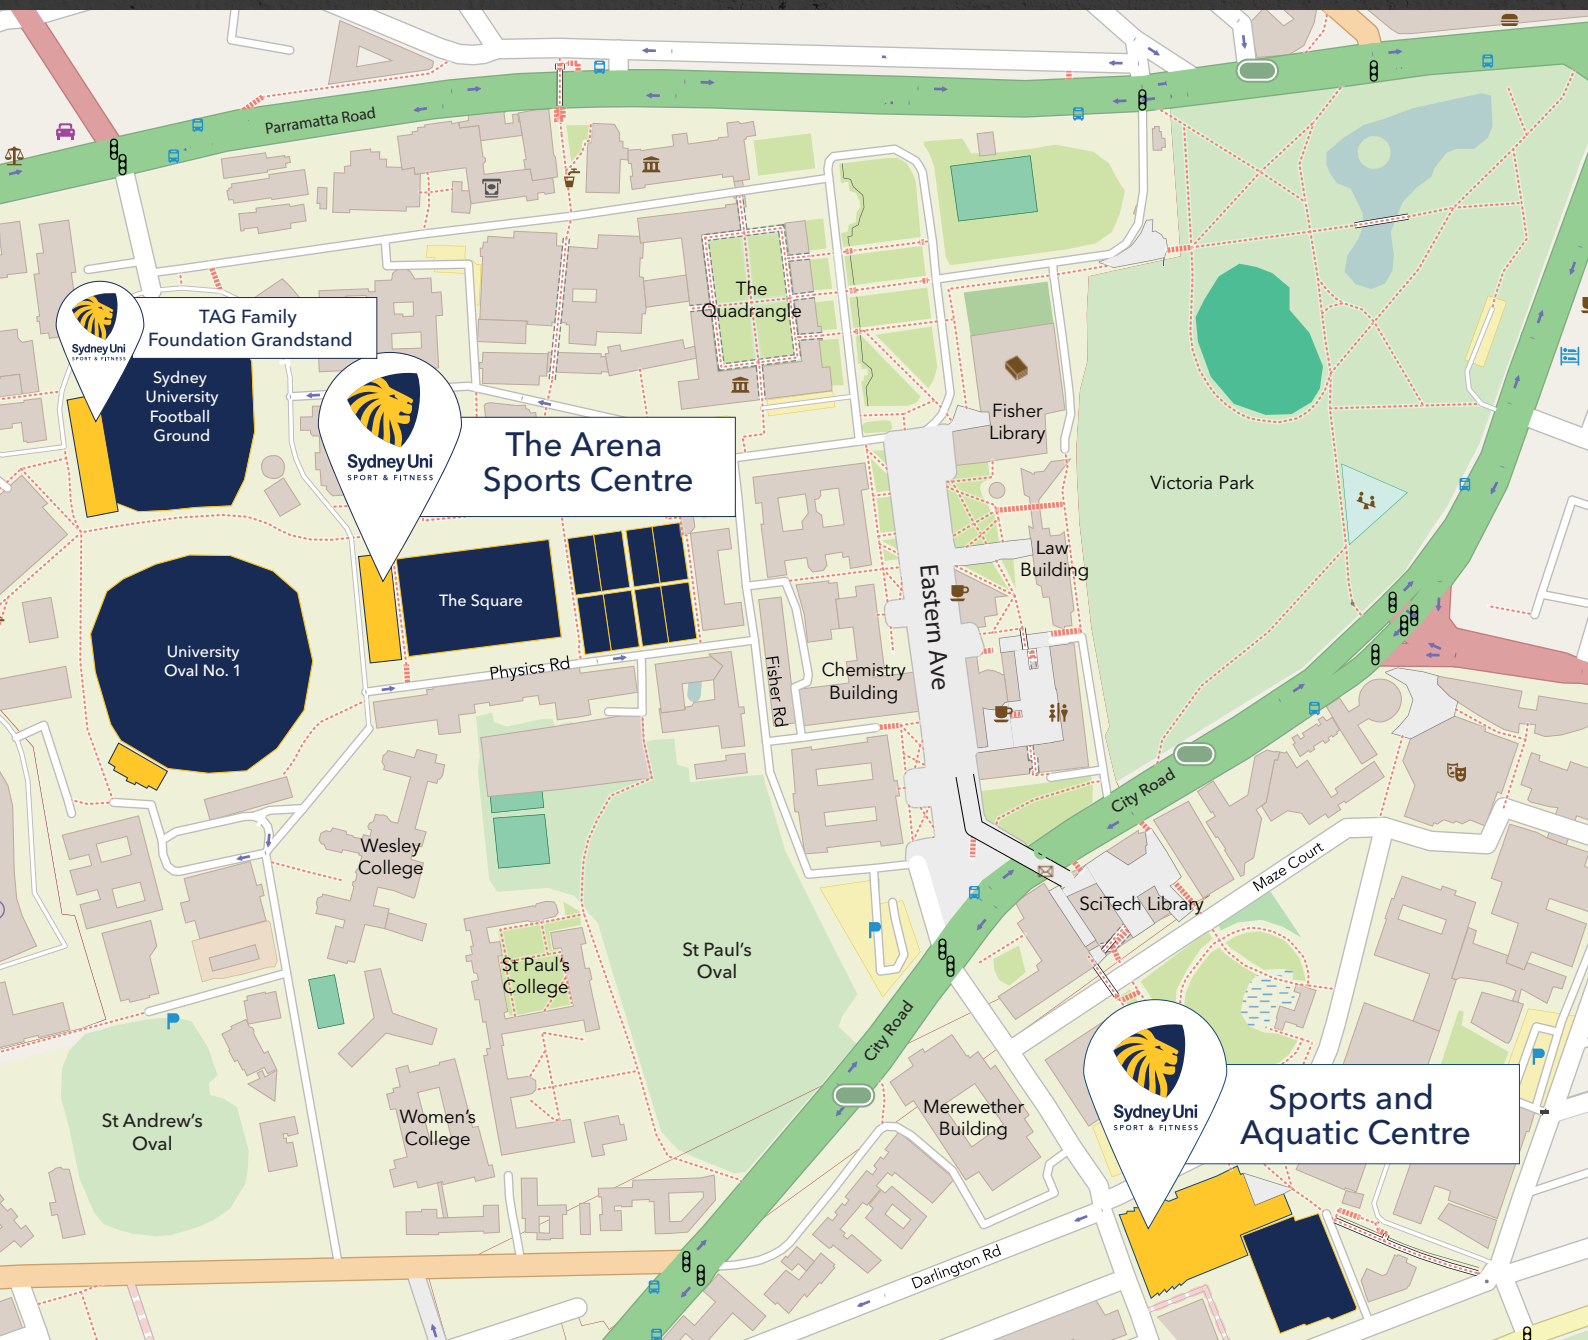 Parramatta Road
The
Quadrangle
Sydney Uni
SPORT & FITNESS
TAG Family
Foundation Grandstand
Sydney
University
Football
Ground
Sydney Uni
SPORT & FITNESS
The Arena
Sports Centre
Fisher
Library
Victoria Park
Law
Building
Eastern Ave
The Square
University
Oval No. 1
Physics Rd
Fisher Rd
Chemistry
Building
City Road
Wesley
College
Maze Court
SciTech Library
St Paul's
Oval
St Paul's
College
City Road
Sydney Uni
SPORT & FITNESS
Sports and
Aquatic Centre
St Andrew's
Oval
Women's
College
Merewether
Building
Darlington Rd